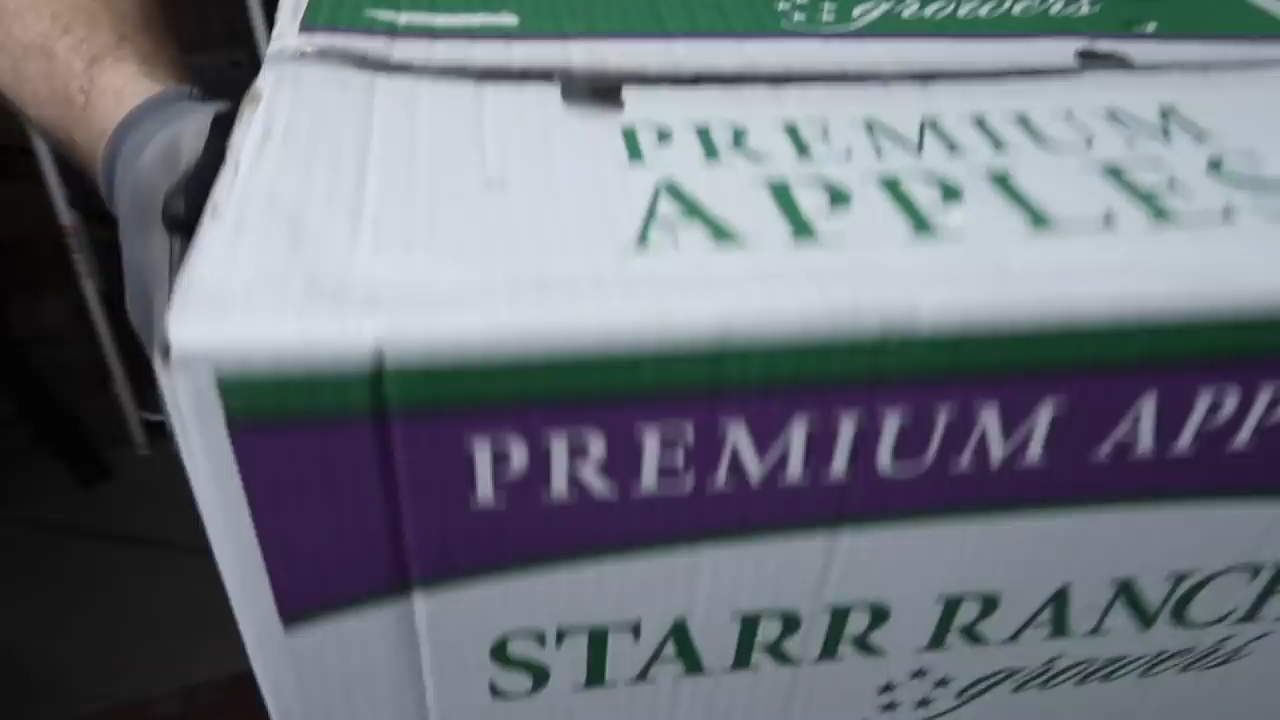 growers
PREMIUM
APPLES
PREMIUM APP
STARR RANCH
growers